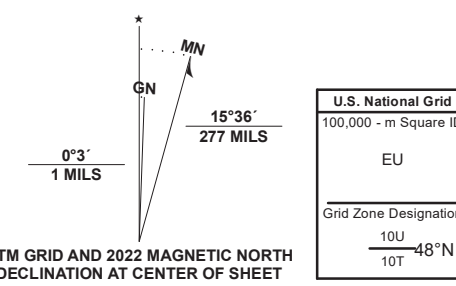 MN
GN
15°36´
277 MILS
0°3´
1 MILS
TM GRID AND 2022 MAGNETIC NORTH
DECLINATION AT CENTER OF SHEET
U.S. National Grid
100,000 - m Square ID
EU
Grid Zone Designation
10U
10T
48°N